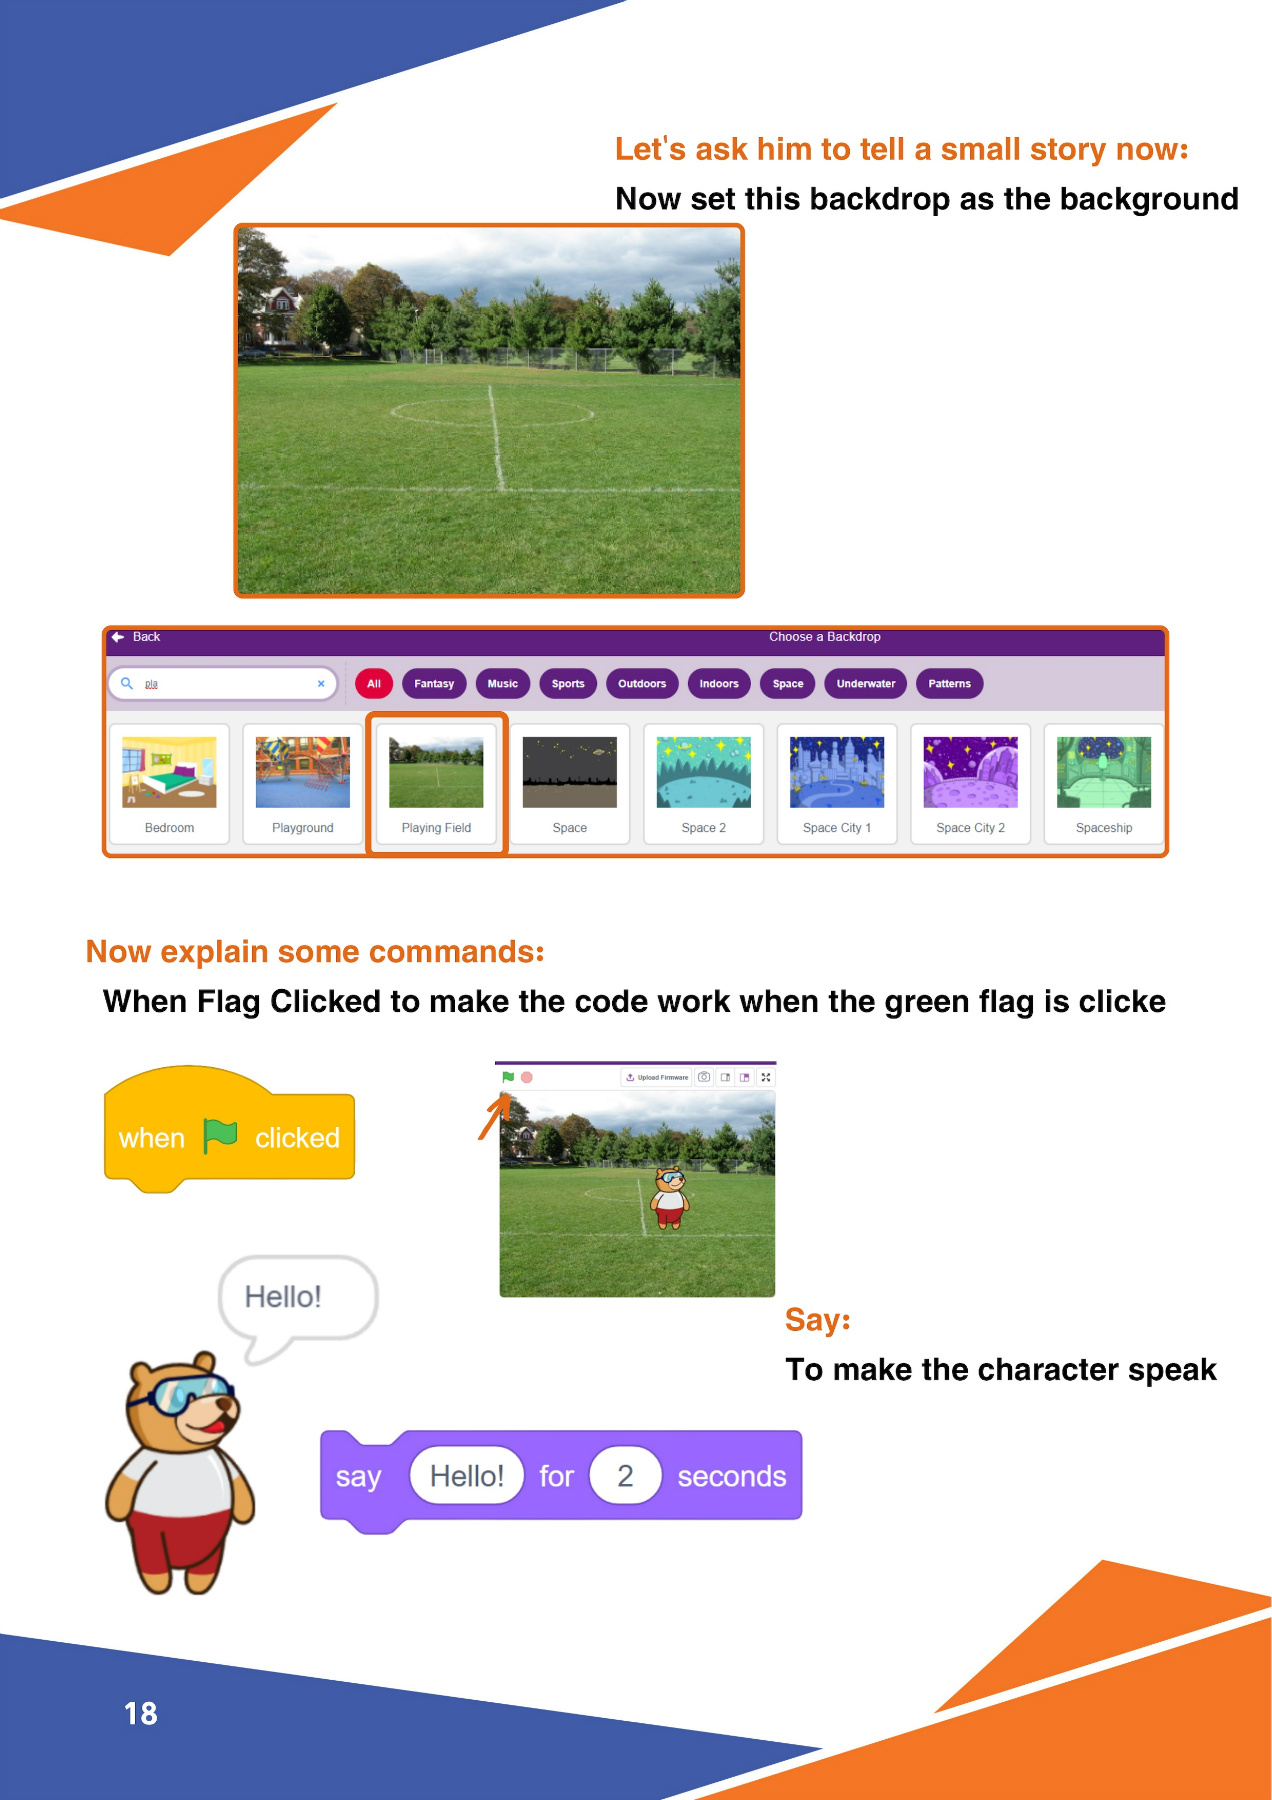 Let's ask him to tell a small story now:
Now set this backdrop as the background
Back
Choose a Backdrop
pla
All
Fantasy
Music
Sports
Outdoors
Indoors
Space
Underwater
Patterns
Bedroom
Playground
Playing Field
Space
Space 2
Space City 1
Space City 2
Spaceship
Now explain some commands:
When Flag Clicked to make the code work when the green flag is clicke
when clicked
Upload Firmware
Hello!
Say:
To make the character speak
say Hello! for 2 seconds
18